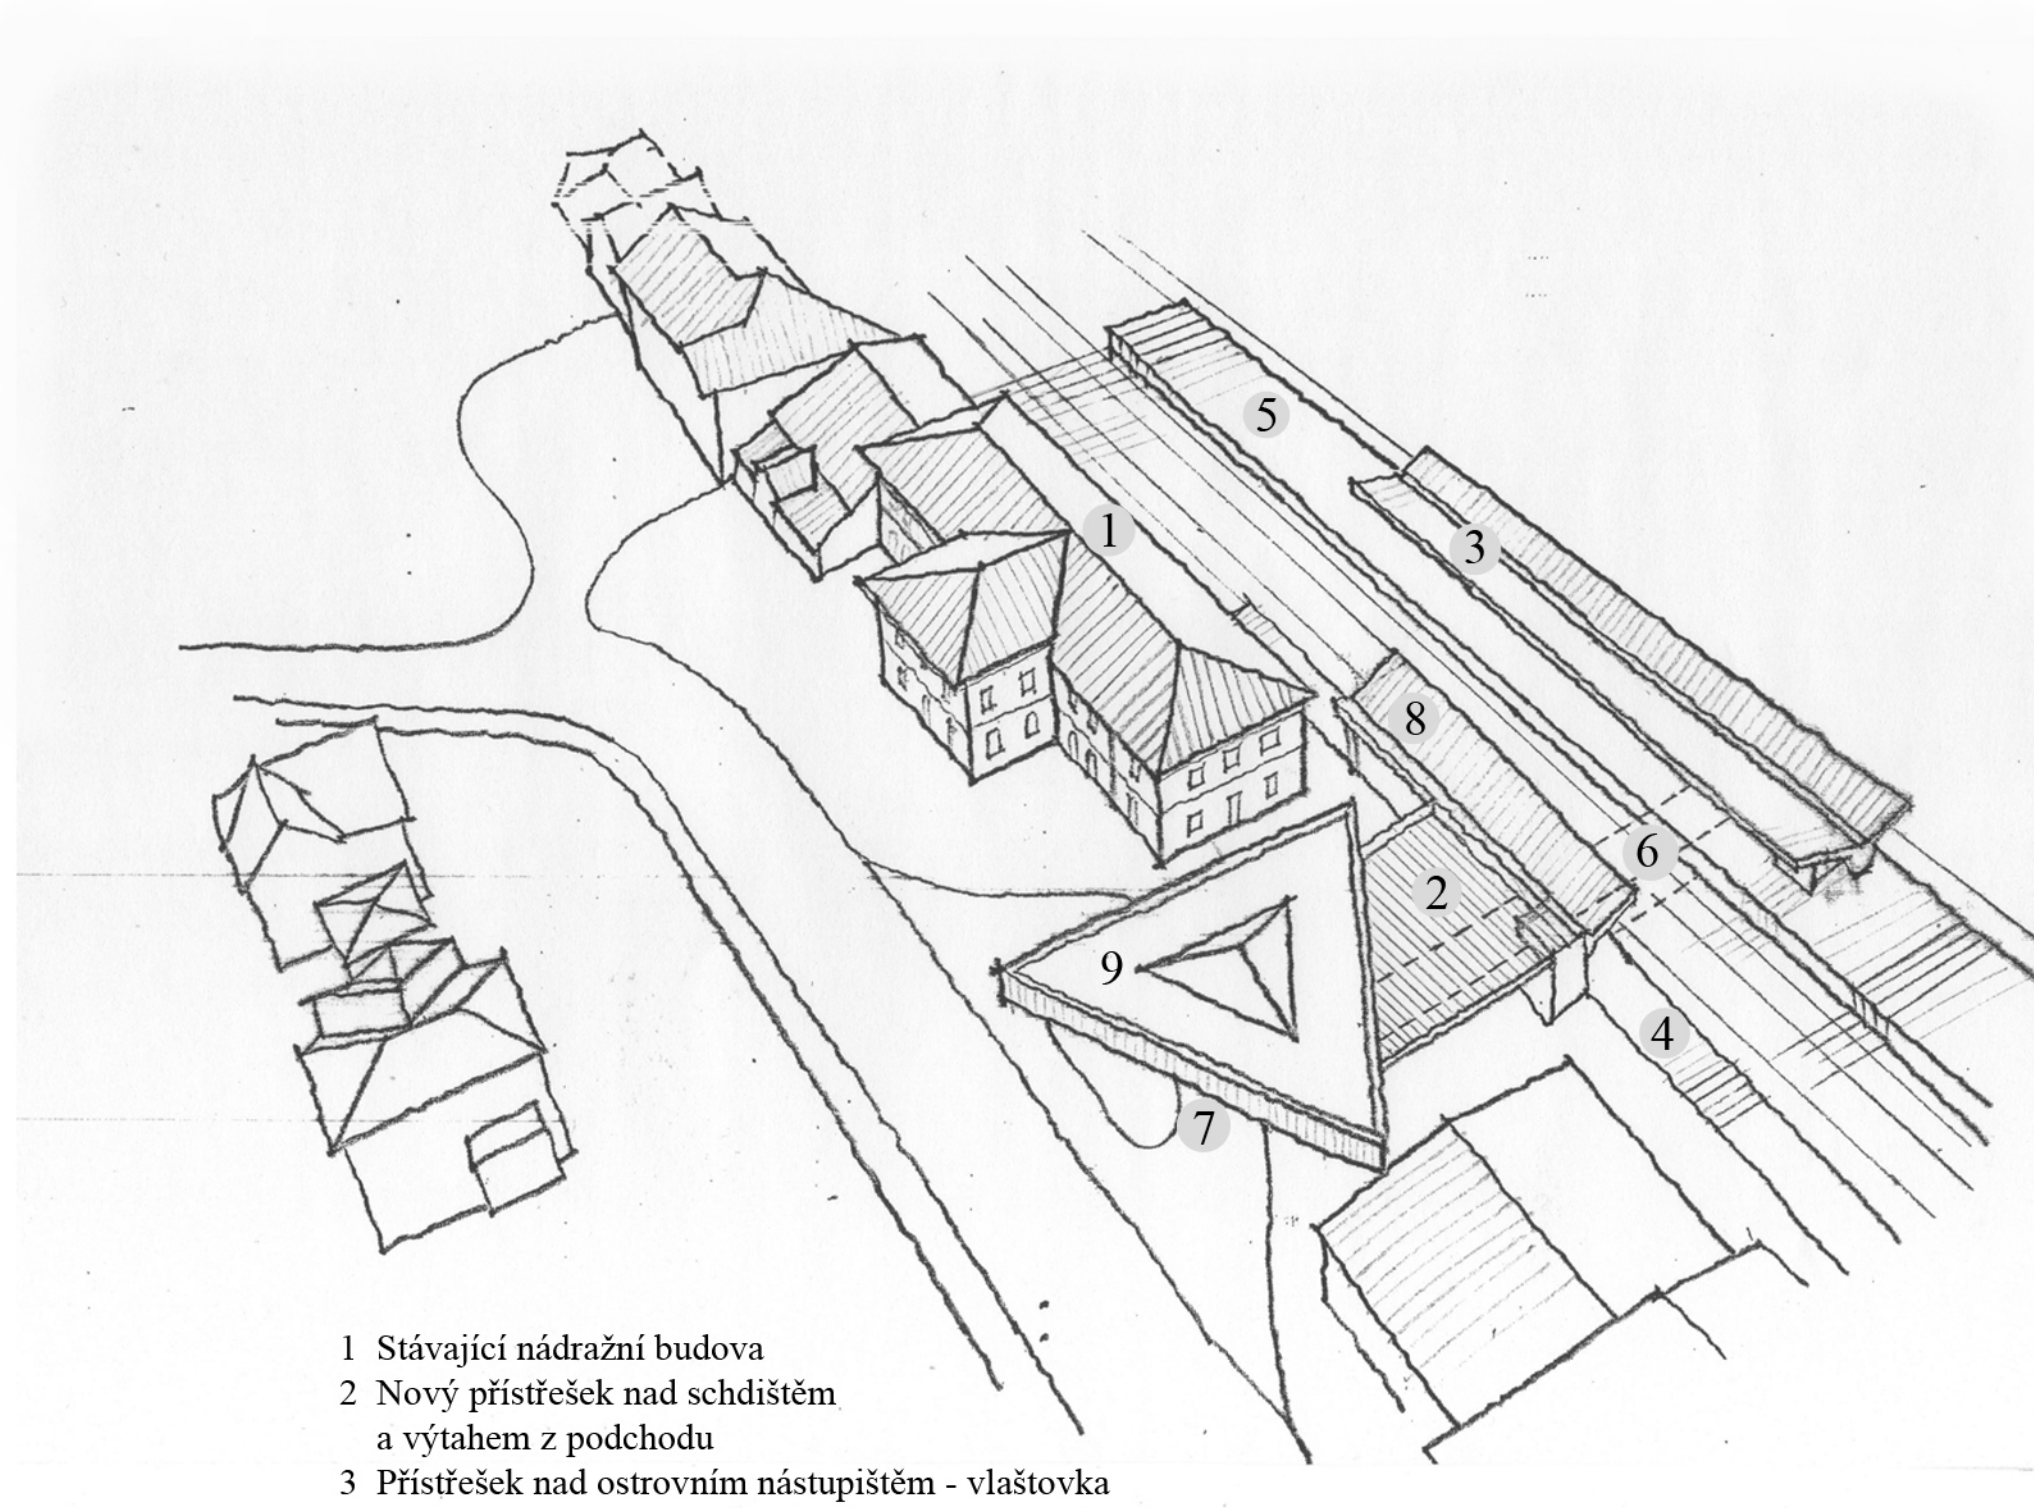 5
3
1
8
6
2
9
4
7
1 Stávající nádražní budova
2 Nový přístřešek nad schdištěm
a výtahem z podchodu
3 Přístřešek nad ostrovním nástupištěm - vlaštovka